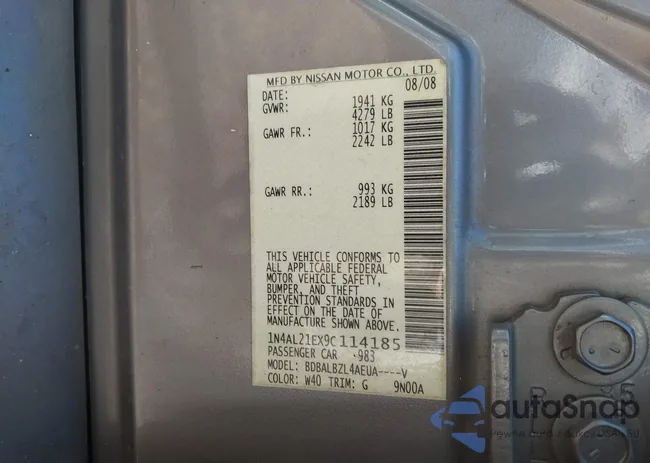 MFD BY NISSAN MOTOR CO., LTD.
DATE: 08/08
GVWR: 1941 KG
4279 LB
GAWR FR.: 1017 KG
2242 LB
GAWR RR.: 993 KG
2189 LB
THIS VEHICLE CONFORMS TO
ALL APPLICABLE FEDERAL
MOTOR VEHICLE SAFETY,
BUMPER, AND THEFT
PREVENTION STANDARDS IN
EFFECT ON THE DATE OF
MANUFACTURE SHOWN ABOVE.
1N4AL21EX9C114185
PASSENGER CAR ·983
MODEL: BDBALBZL4AEUA----V
COLOR: W40 TRIM: G 9N00A
autoSnap